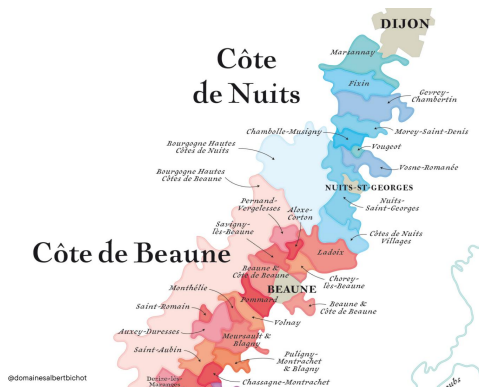 DIJON
Marsannay
Côte
de Nuits
Fixin
Gevrey-
Chambertin
Chambolle-Musigny
Morey-Saint-Denis
Vougeot
Bourgogne Hautes
Côtes de Nuits
Vosne-Romanée
Bourgogne Hautes
Côtes de Beaune
NUITS-ST-GEORGES
Pernand-
Vergelesses
Aloxe-
Corton
Nuits-
Saint-Georges
Savigny-
lès-Beaune
Côtes de Nuits
Villages
Côte de Beaune
Ladoix
Beaune &
Côte de Beaune
Chorey-
lès-Beaune
Monthélie
BEAUNE
Pommard
Saint-Romain
Beaune &
Côte de Beaune
Volnay
Auxey-Duresses
Meursault &
Blagny
Saint-Aubin
Puligny-
Montrachet
& Blagny
@domainesalbertbichot
Chassagne-Montrachet